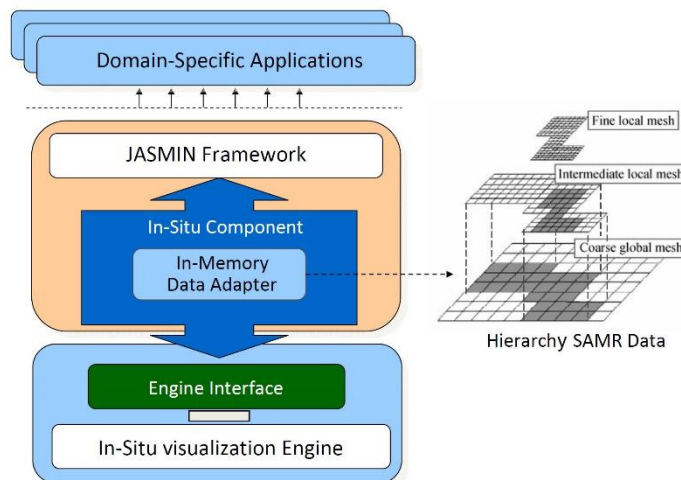 Domain-Specific Applications
JASMIN Framework
In-Situ Component
In-Memory
Data Adapter
Engine Interface
In-Situ visualization Engine
Fine local mesh
Intermediate local mesh
Coarse global mesh
Hierarchy SAMR Data